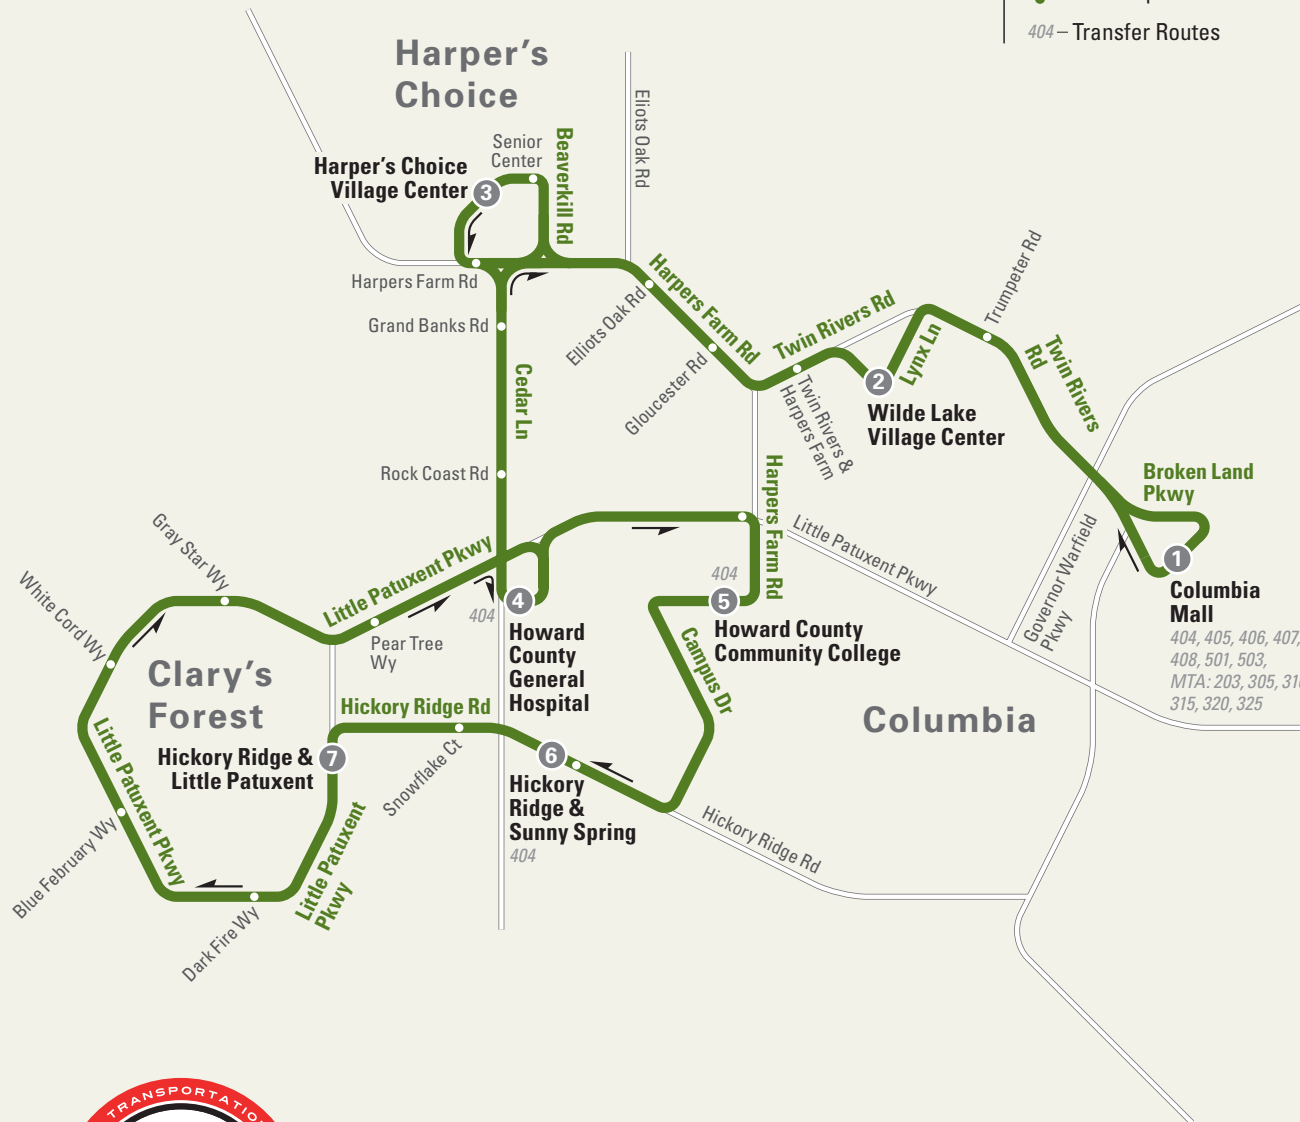 404 – Transfer Routes
Harper's
Choice
Eliots Oak Rd
Senior
Center
Beaverkill Rd
Harper's Choice
Village Center
3
Harpers Farm Rd
Grand Banks Rd
Elliots Oak Rd
Harpers Farm Rd
Gloucester Rd
Twin Rivers Rd
Twin Rivers &
Harpers Farm
Lynx Ln
2
Wilde Lake
Village Center
Trumpeter Rd
Twin Rivers
Rd
Cedar Ln
Rock Coast Rd
Broken Land
Pkwy
1
Columbia
Mall
404, 405, 406, 407,
408, 501, 503,
MTA: 203, 305,
315, 320, 325
Governor Warfield
Pkwy
Little Patuxent Pkwy
Harpers Farm Rd
404
5
Howard County
Community College
Campus Dr
Columbia
Gray Star Wy
White Cord Wy
Little Patuxent Pkwy
Pear Tree
Wy
404
4
Howard
County
General
Hospital
Clary's
Forest
Hickory Ridge Rd
Hickory Ridge &
Little Patuxent
7
Snowflake Ct
6
Hickory
Ridge &
Sunny Spring
404
Hickory Ridge Rd
Little Patuxent Pkwy
Blue February Wy
Little Patuxent
Pkwy
Dark Fire Wy
TRANSPORTATIO